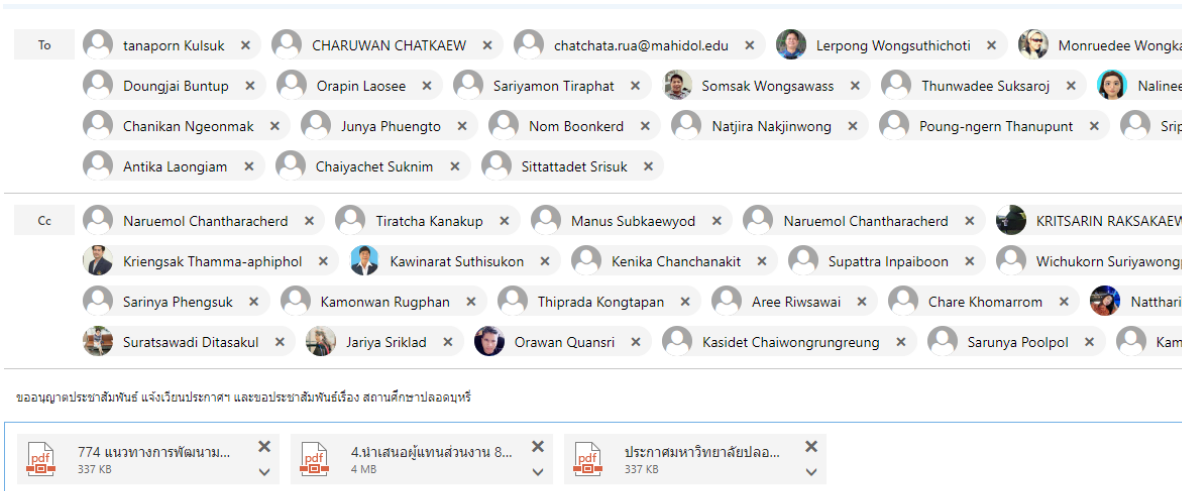 To tanaporn Kulsuk × CHARUWAN CHATKAEW × chatchata.rua@mahidol.edu × Lerpong Wongsuthichoti × Monruedee
Doungjai Buntup × Orapin Laosee × Sariyamon Tiraphat × Somsak Wongsawass × Thunwadee Suksaroj × Nalinee
Chanikan Ngeonmak × Junya Phuengto × Nom Boonkerd × Natjira Nakjinwong × Poung-ngern Thanupunt ×
Antika Laongiam × Chaiyachet Suknim × Sittattadet Srisuk ×
Cc Naruemol Chantharacherd × Tiratcha Kanakup × Manus Subkaewyod × Naruemol Chantharacherd × KRITSARIN RAKSAKAEW
Kriengsak Thamma-aphiphol × Kawinarat Suthisukon × Kenika Chanchanakit × Supattra Inpaiboon × Wichukorn
Sarinya Phengsuk × Kamonwan Rugphan × Thiprada Kongtapan × Aree Riwsawai × Chare Khomarrom ×
Suratsawadi Ditasakul × Jariya Sriklad × Orawan Quansri × Kasidet Chaiwongrungreung × Sarunya Poolpol ×
ขออนุญาตประชาสัมพันธ์ แจ้งเวียนประกาศฯ และขอประชาสัมพันธ์เรื่อง สถานศึกษาปลอดบุหรี่
pdf 774 แนวทางการพัฒนาม... × pdf 4.นำเสนอผู้แทนส่วนงาน 8... × pdf ประกาศมหาวิทยาลัยปลอ... ×
337 KB 4 MB 337 KB